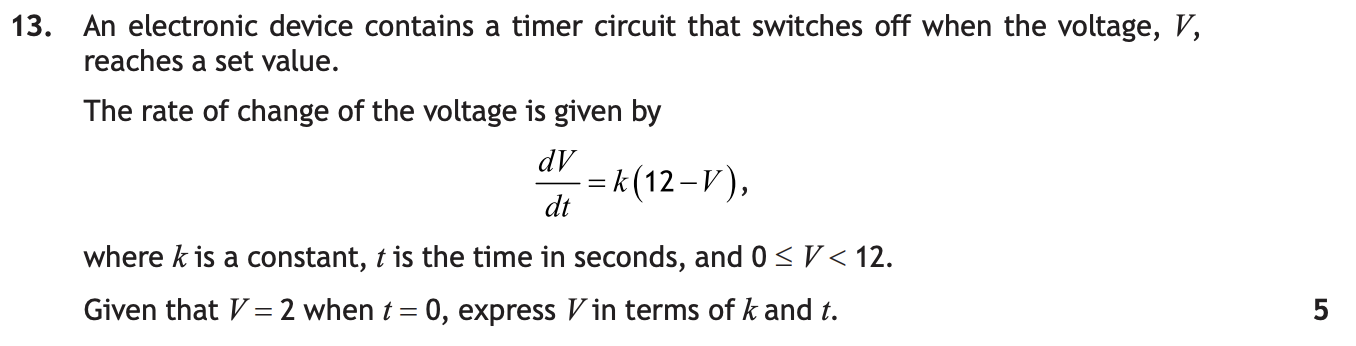 13. An electronic device contains a timer circuit that switches off when the voltage, V,
reaches a set value.
The rate of change of the voltage is given by
dV/dt = k(12 – V),
where k is a constant, t is the time in seconds, and 0 ≤ V < 12.
Given that V = 2 when t = 0, express V in terms of k and t. 5